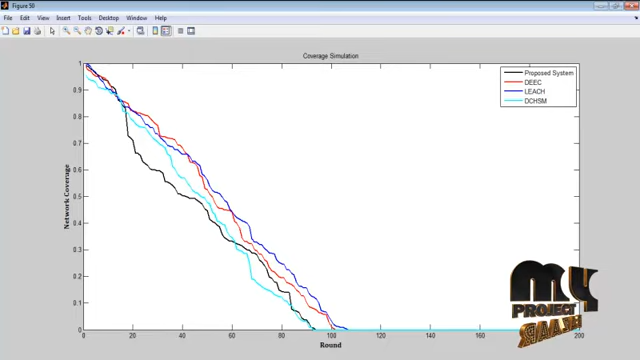 Figure 50
File Edit View Insert Tools Desktop Window Help
Coverage Simulation
Proposed System
DEEC
LEACH
DCHSM
Network Coverage
1
0.9
0.8
0.7
0.6
0.5
0.4
0.3
0.2
0.1
0
0 20 40 60 80 100 120 140 160 180 200
Round
MY
PROJECT
BAZAAR